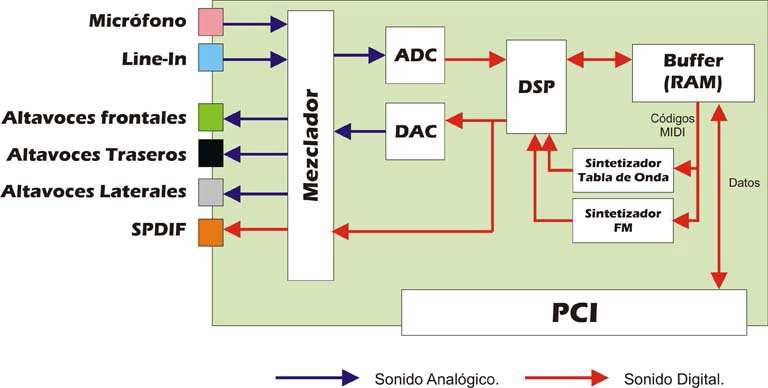 Micrófono
Line-In
Altavoces frontales
Altavoces Traseros
Altavoces Laterales
SPDIF
Mezclador
ADC
DAC
DSP
Buffer
(RAM)
Códigos
MIDI
Sintetizador
Tabla de Onda
Sintetizador
FM
Datos
PCI
Sonido Analógico.
Sonido Digital.